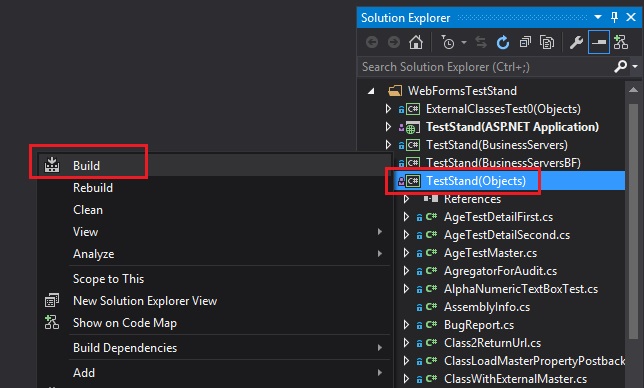 Solution Explorer
Search Solution Explorer (Ctrl+;)
WebFormsTestStand
C# ExternalClassesTest0(Objects)
TestStand(ASP.NET Application)
C# TestStand(BusinessServers)
C# TestStand(BusinessServersBF)
C# TestStand(Objects)
References
C# AgeTestDetailFirst.cs
C# AgeTestDetailSecond.cs
C# AgeTestMaster.cs
C# AgregatorForAudit.cs
C# AlphaNumericTextBoxTest.cs
C# AssemblyInfo.cs
C# BugReport.cs
C# Class2ReturnUrl.cs
C# ClassLoadMasterPropertyPostback
C# ClassWithExternalMaster.cs
Build
Rebuild
Clean
View
Analyze
Scope to This
New Solution Explorer View
Show on Code Map
Build Dependencies
Add